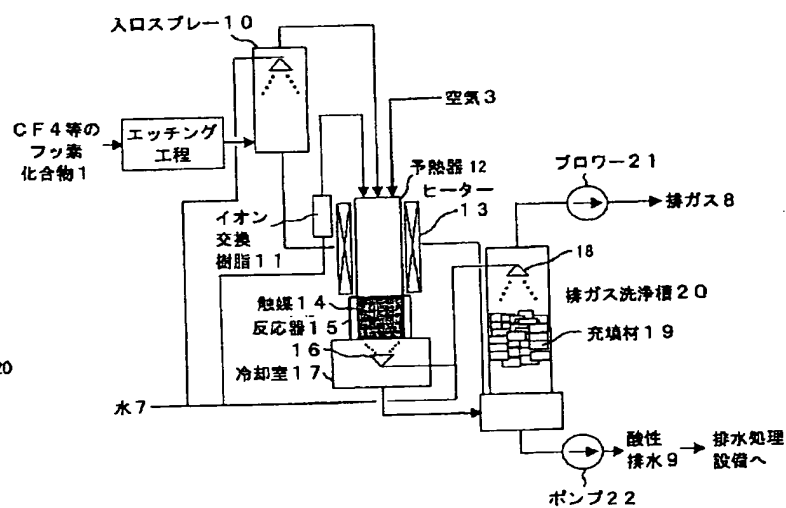 入口スプレー10
空気3
CF4等の
フッ素
化合物1
エッチング
工程
予熱器12
ヒーター
13
ブロワー21
排ガス8
イオン
交換
樹脂11
18
排ガス洗浄槽20
触媒14
反応器15
16
冷却室17
充填材19
20
水7
酸性
排水9
排水処理
設備へ
ポンプ22